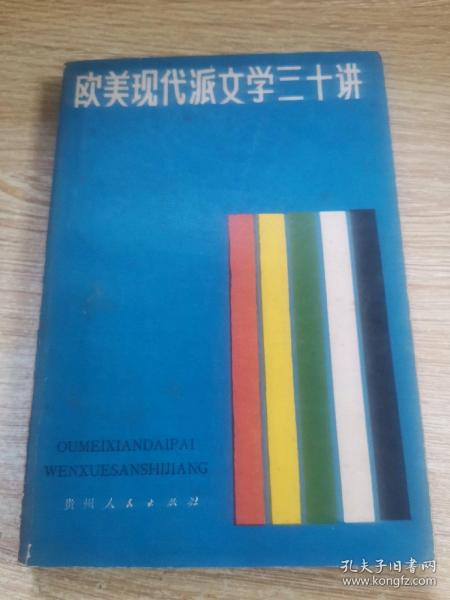 欧美现代派文学三十讲
OUMEIXIANDAIPAI
WENXUESANSHIJIANG
贵州人民出版社
孔夫子旧书网
www.kongfz.com